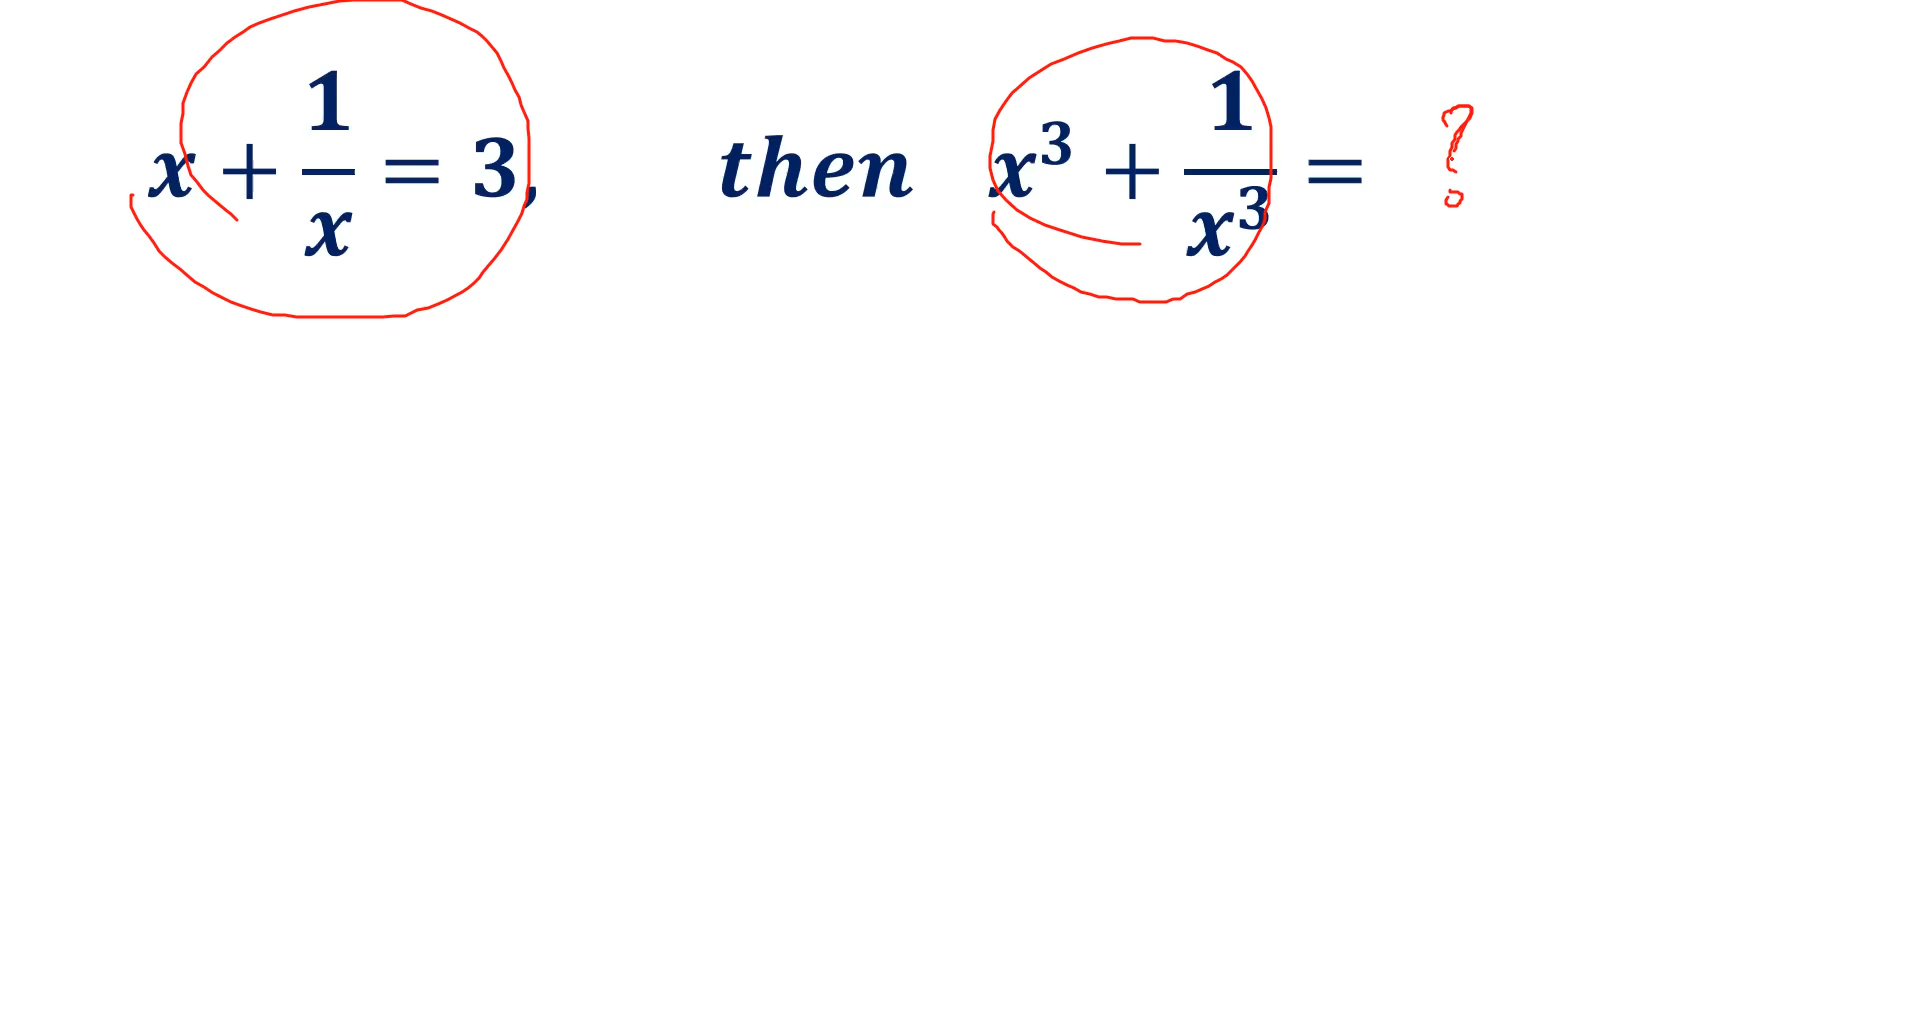 x + 1/x = 3, then x³ + 1/x³ = ?